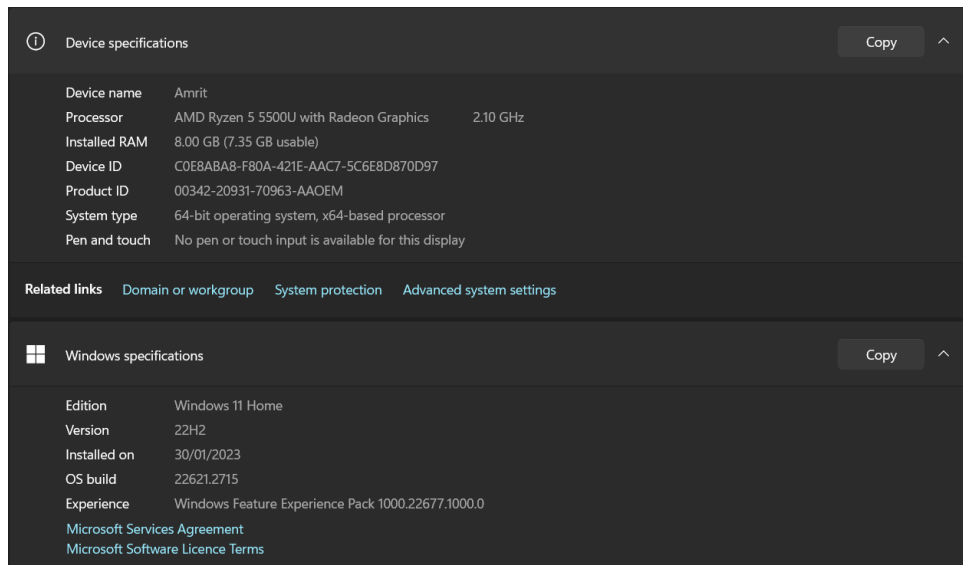 Device specifications
Copy
Device name Amrit
Processor AMD Ryzen 5 5500U with Radeon Graphics 2.10 GHz
Installed RAM 8.00 GB (7.35 GB usable)
Device ID C0E8ABA8-F80A-421E-AAC7-5C6E8D870D97
Product ID 00342-20931-70963-AAOEM
System type 64-bit operating system, x64-based processor
Pen and touch No pen or touch input is available for this display
Related links Domain or workgroup System protection Advanced system settings
Windows specifications
Copy
Edition Windows 11 Home
Version 22H2
Installed on 30/01/2023
OS build 22621.2715
Experience Windows Feature Experience Pack 1000.22677.1000.0
Microsoft Services Agreement
Microsoft Software Licence Terms